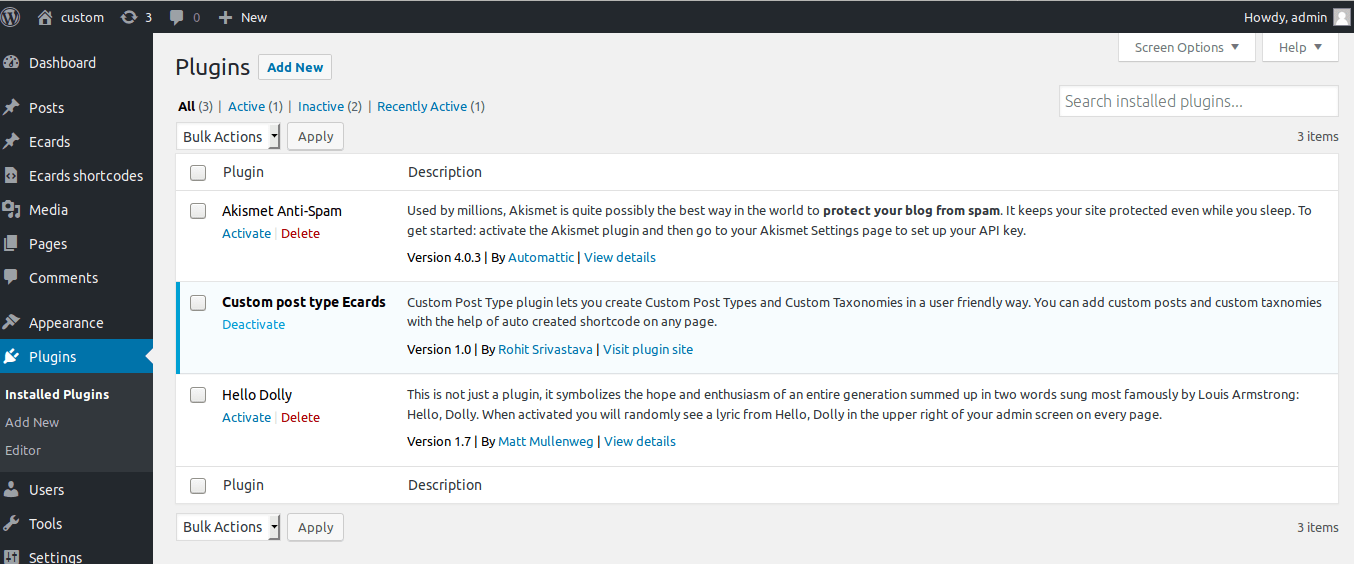 custom 3 0 New Howdy, admin
Screen Options Help
Dashboard
Posts
Ecards
Ecards shortcodes
Media
Pages
Comments
Appearance
Plugins
Installed Plugins
Add New
Editor
Users
Tools
Settings
Plugins Add New
All (3) | Active (1) | Inactive (2) | Recently Active (1)
Search installed plugins...
Bulk Actions Apply 3 items
Plugin Description
Akismet Anti-Spam
Activate | Delete
Used by millions, Akismet is quite possibly the best way in the world to protect your blog from spam. It keeps your site protected even while you sleep. To
get started: activate the Akismet plugin and then go to your Akismet Settings page to set up your API key.
Version 4.0.3 | By Automattic | View details
Custom post type Ecards
Deactivate
Custom Post Type plugin lets you create Custom Post Types and Custom Taxonomies in a user friendly way. You can add custom posts and custom taxnomies
with the help of auto created shortcode on any page.
Version 1.0 | By Rohit Srivastava | Visit plugin site
Hello Dolly
Activate | Delete
This is not just a plugin, it symbolizes the hope and enthusiasm of an entire generation summed up in two words sung most famously by Louis Armstrong:
Hello, Dolly. When activated you will randomly see a lyric from Hello, Dolly in the upper right of your admin screen on every page.
Version 1.7 | By Matt Mullenweg | View details
Plugin Description
Bulk Actions Apply 3 items